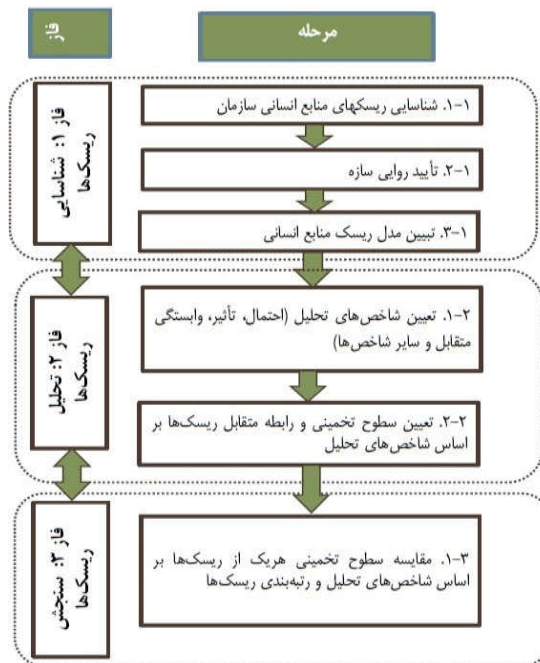 مرحله
فاز
فاز ۱: شناسایی
ریسک‌ها
۱-۱. شناسایی ریسکهای منابع انسانی سازمان
۲-۱. تأیید روایی سازه
۳-۱. تبیین مدل ریسک منابع انسانی
فاز ۲: تحلیل
ریسک‌ها
۱-۲. تعیین شاخص‌های تحلیل (احتمال، تأثیر، وابستگی
متقابل و سایر شاخص‌ها)
۲-۲. تعیین سطوح تخمینی و رابطه متقابل ریسک‌ها بر
اساس شاخص‌های تحلیل
فاز ۳: سنجش
ریسک‌ها
۱-۳. مقایسه سطوح تخمینی هریک از ریسک‌ها بر
اساس شاخص‌های تحلیل و رتبه‌بندی ریسک‌ها